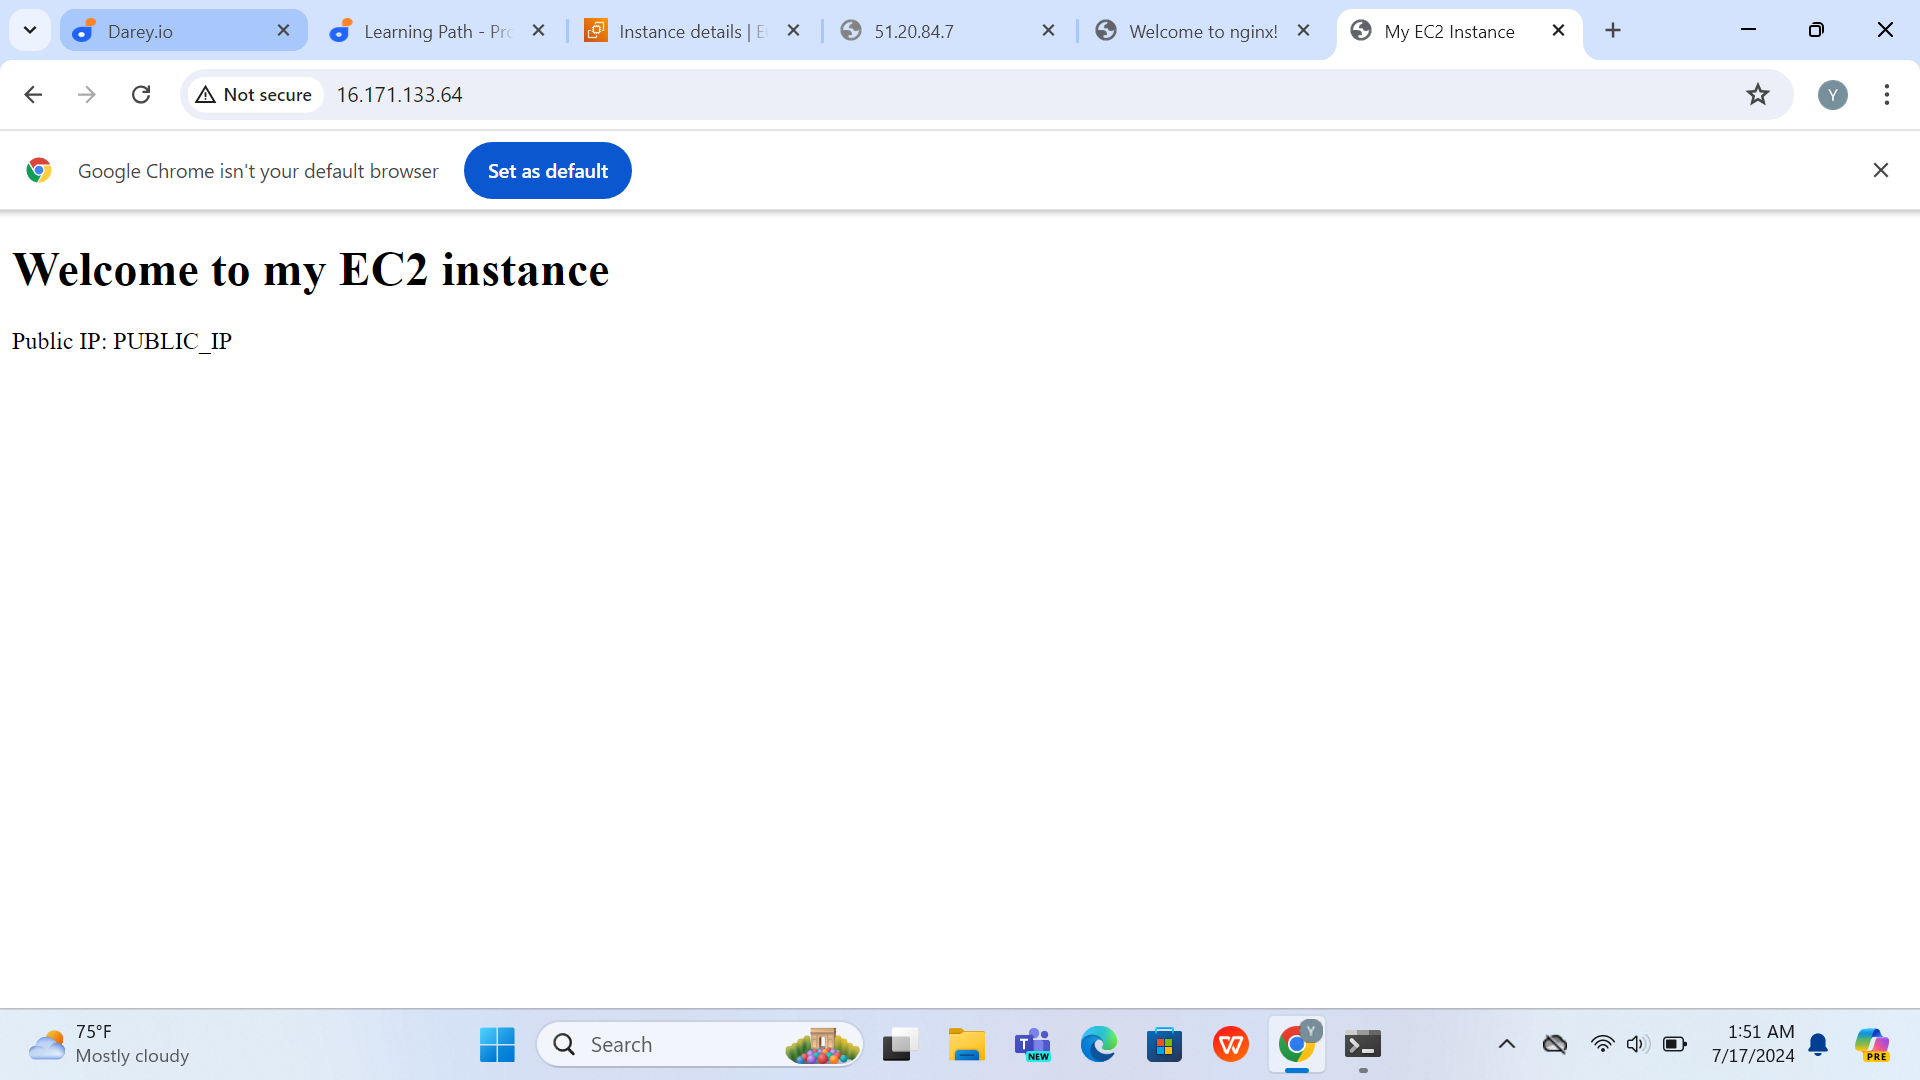 Darey.io
Learning Path - Pro
Instance details | E
51.20.84.7
Welcome to nginx!
My EC2 Instance
Not secure
16.171.133.64
Y
Google Chrome isn't your default browser
Set as default
Welcome to my EC2 instance
Public IP: PUBLIC_IP
75°F
Mostly cloudy
Search
T
NEW
W
Y
1:51 AM
7/17/2024
PRE